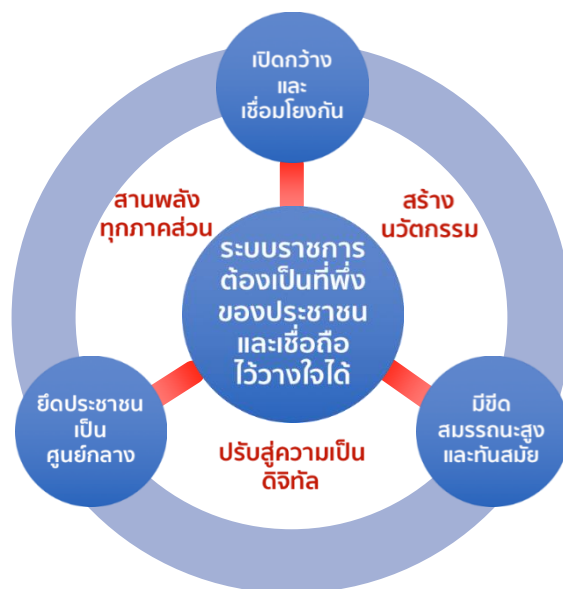 เปิดกว้าง
และ
เชื่อมโยงกัน
สานพลัง
ทุกภาคส่วน
สร้าง
นวัตกรรม
ระบบราชการ
ต้องเป็นที่พึ่ง
ของประชาชน
และเชื่อถือ
ไว้วางใจได้
ยึดประชาชน
เป็น
ศูนย์กลาง
มีขีด
สมรรถนะสูง
และทันสมัย
ปรับสู่ความเป็น
ดิจิทัล